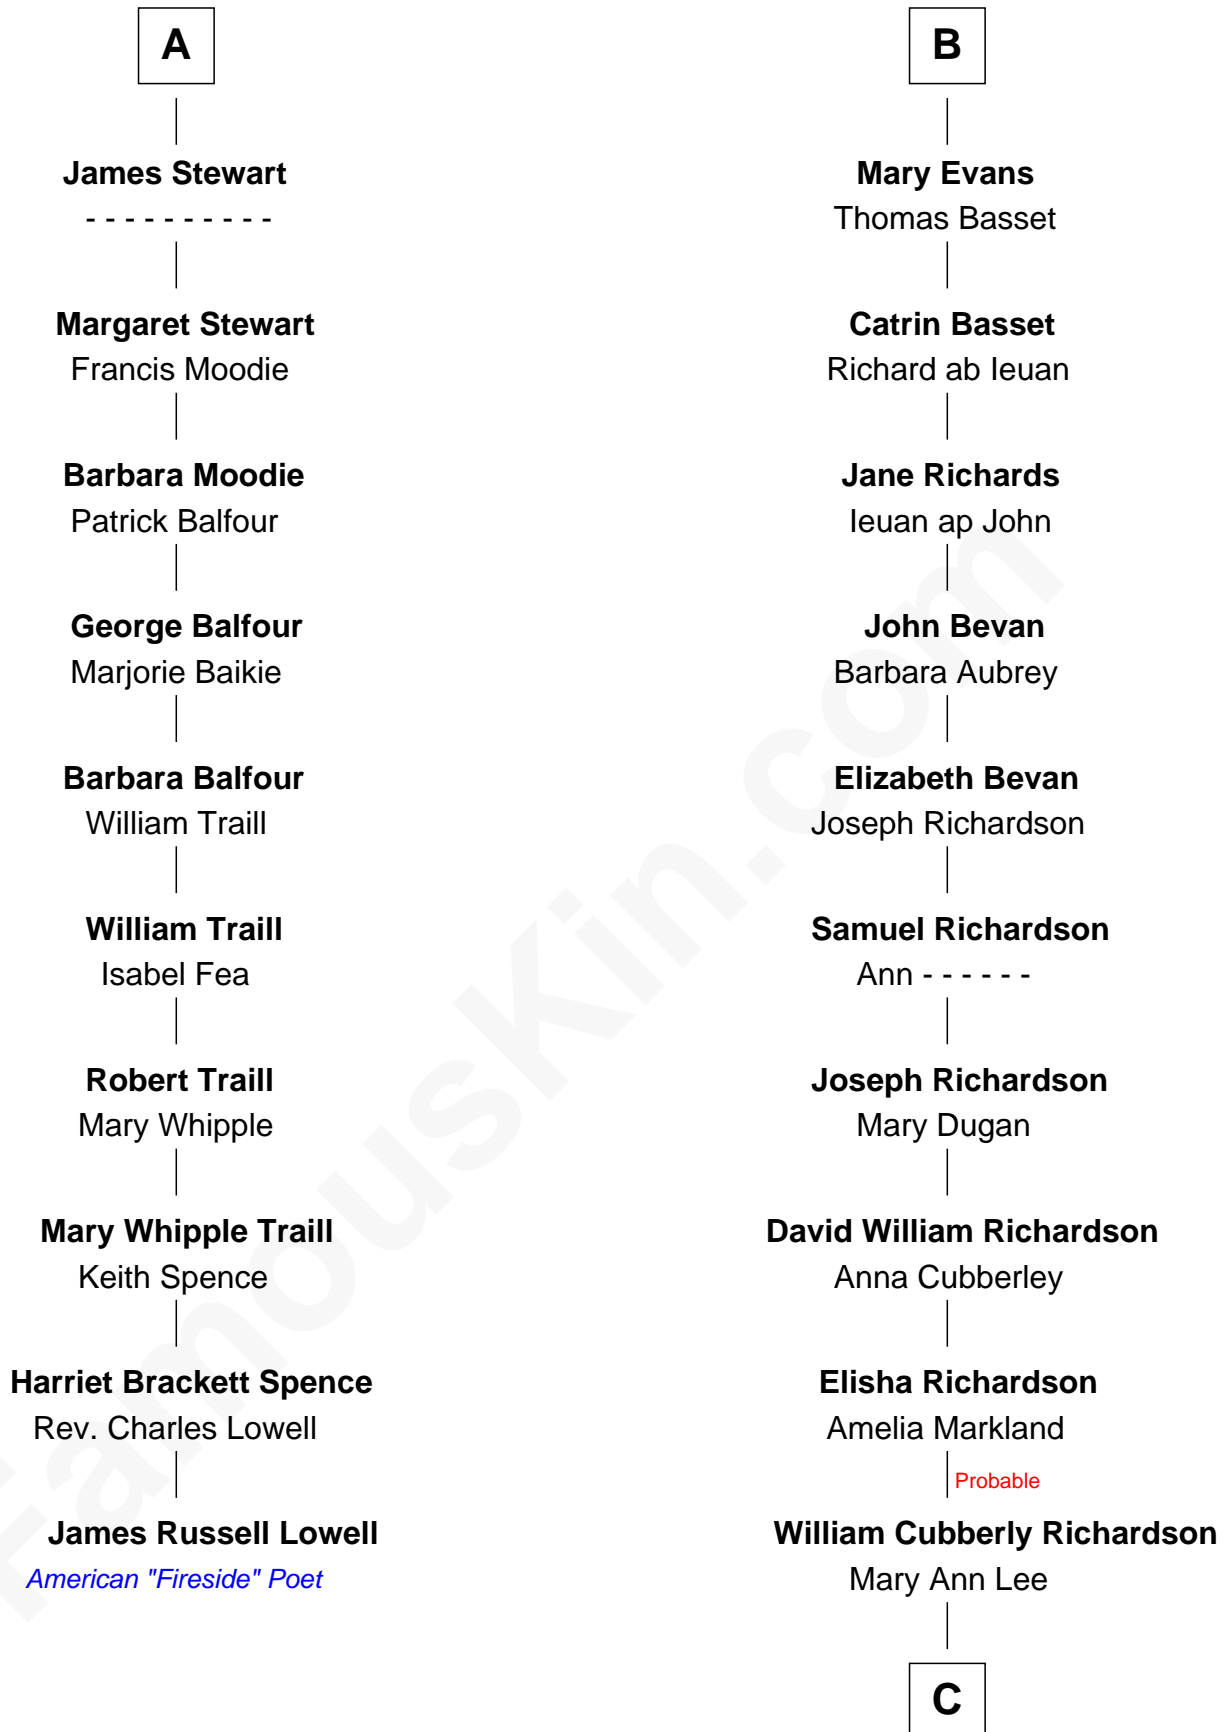 A
James Stewart
- - - - - - - - - -
Margaret Stewart
Francis Moodie
Barbara Moodie
Patrick Balfour
George Balfour
Marjorie Baikie
Barbara Balfour
William Traill
William Traill
Isabel Fea
Robert Traill
Mary Whipple
Mary Whipple Traill
Keith Spence
Harriet Brackett Spence
Rev. Charles Lowell
James Russell Lowell
American "Fireside" Poet
B
Mary Evans
Thomas Basset
Catrin Basset
Richard ab Ieuan
Jane Richards
Ieuan ap John
John Bevan
Barbara Aubrey
Elizabeth Bevan
Joseph Richardson
Samuel Richardson
Ann - - - - - -
Joseph Richardson
Mary Dugan
David William Richardson
Anna Cubberley
Elisha Richardson
Amelia Markland
Probable
William Cubberly Richardson
Mary Ann Lee
C
FamousKin.com